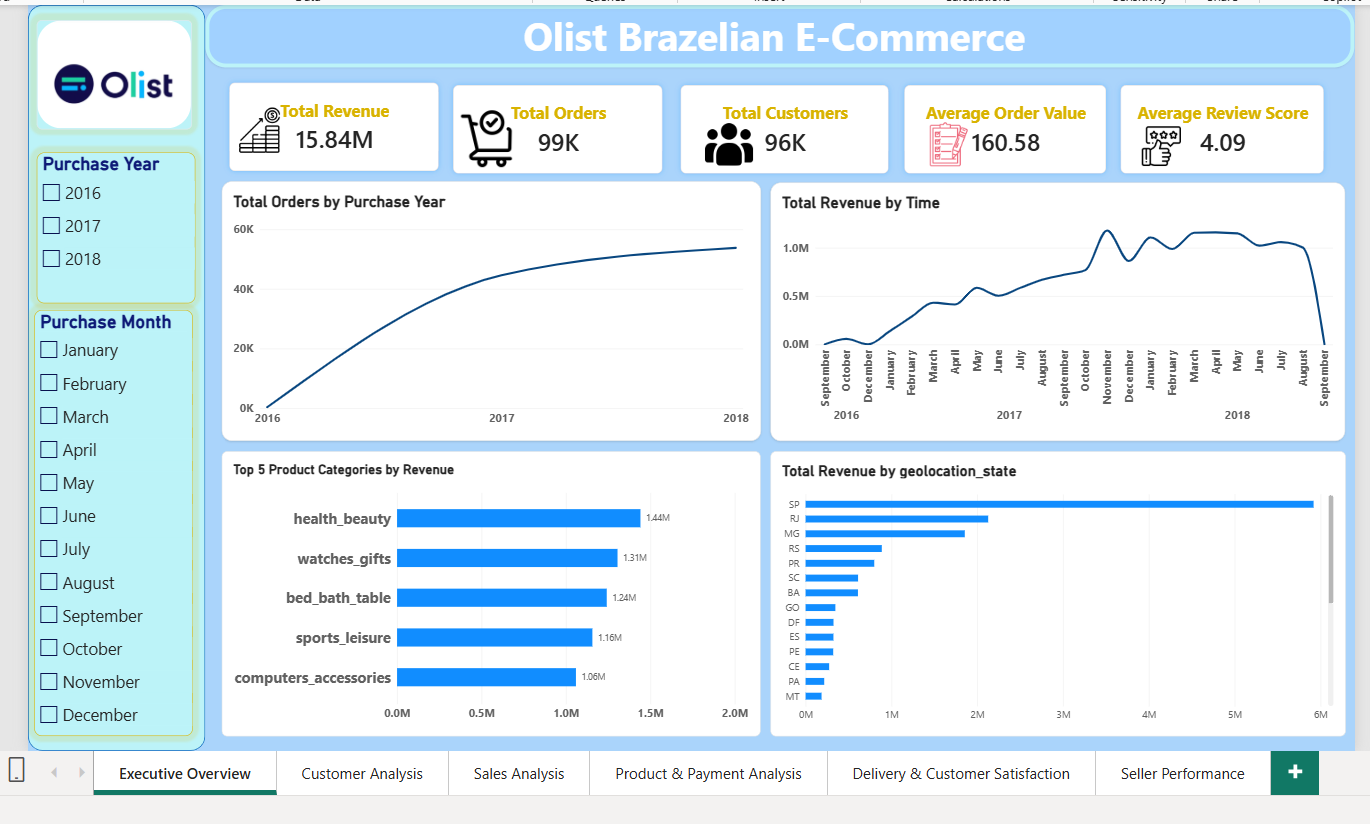 Olist Brazelian E-Commerce
Olist
Purchase Year
2016
2017
2018
Purchase Month
January
February
March
April
May
June
July
August
September
October
November
December
Total Revenue
15.84M
Total Orders
99K
Total Customers
96K
Average Order Value
160.58
Average Review Score
4.09
Total Orders by Purchase Year
60K
40K
20K
0K
2016
2017
2018
Total Revenue by Time
1.0M
0.5M
0.0M
September
October
December
January
February
March
April
May
June
July
August
September
October
November
December
January
February
March
April
May
June
July
August
September
2016
2017
2018
Top 5 Product Categories by Revenue
health_beauty
1.44M
watches_gifts
1.31M
bed_bath_table
1.24M
sports_leisure
1.16M
computers_accessories
1.06M
0.0M
0.5M
1.0M
1.5M
2.0M
Total Revenue by geolocation_state
SP
RJ
MG
RS
PR
SC
BA
GO
DF
ES
PE
CE
PA
MT
0M
1M
2M
3M
4M
5M
6M
Executive Overview
Customer Analysis
Sales Analysis
Product & Payment Analysis
Delivery & Customer Satisfaction
Seller Performance